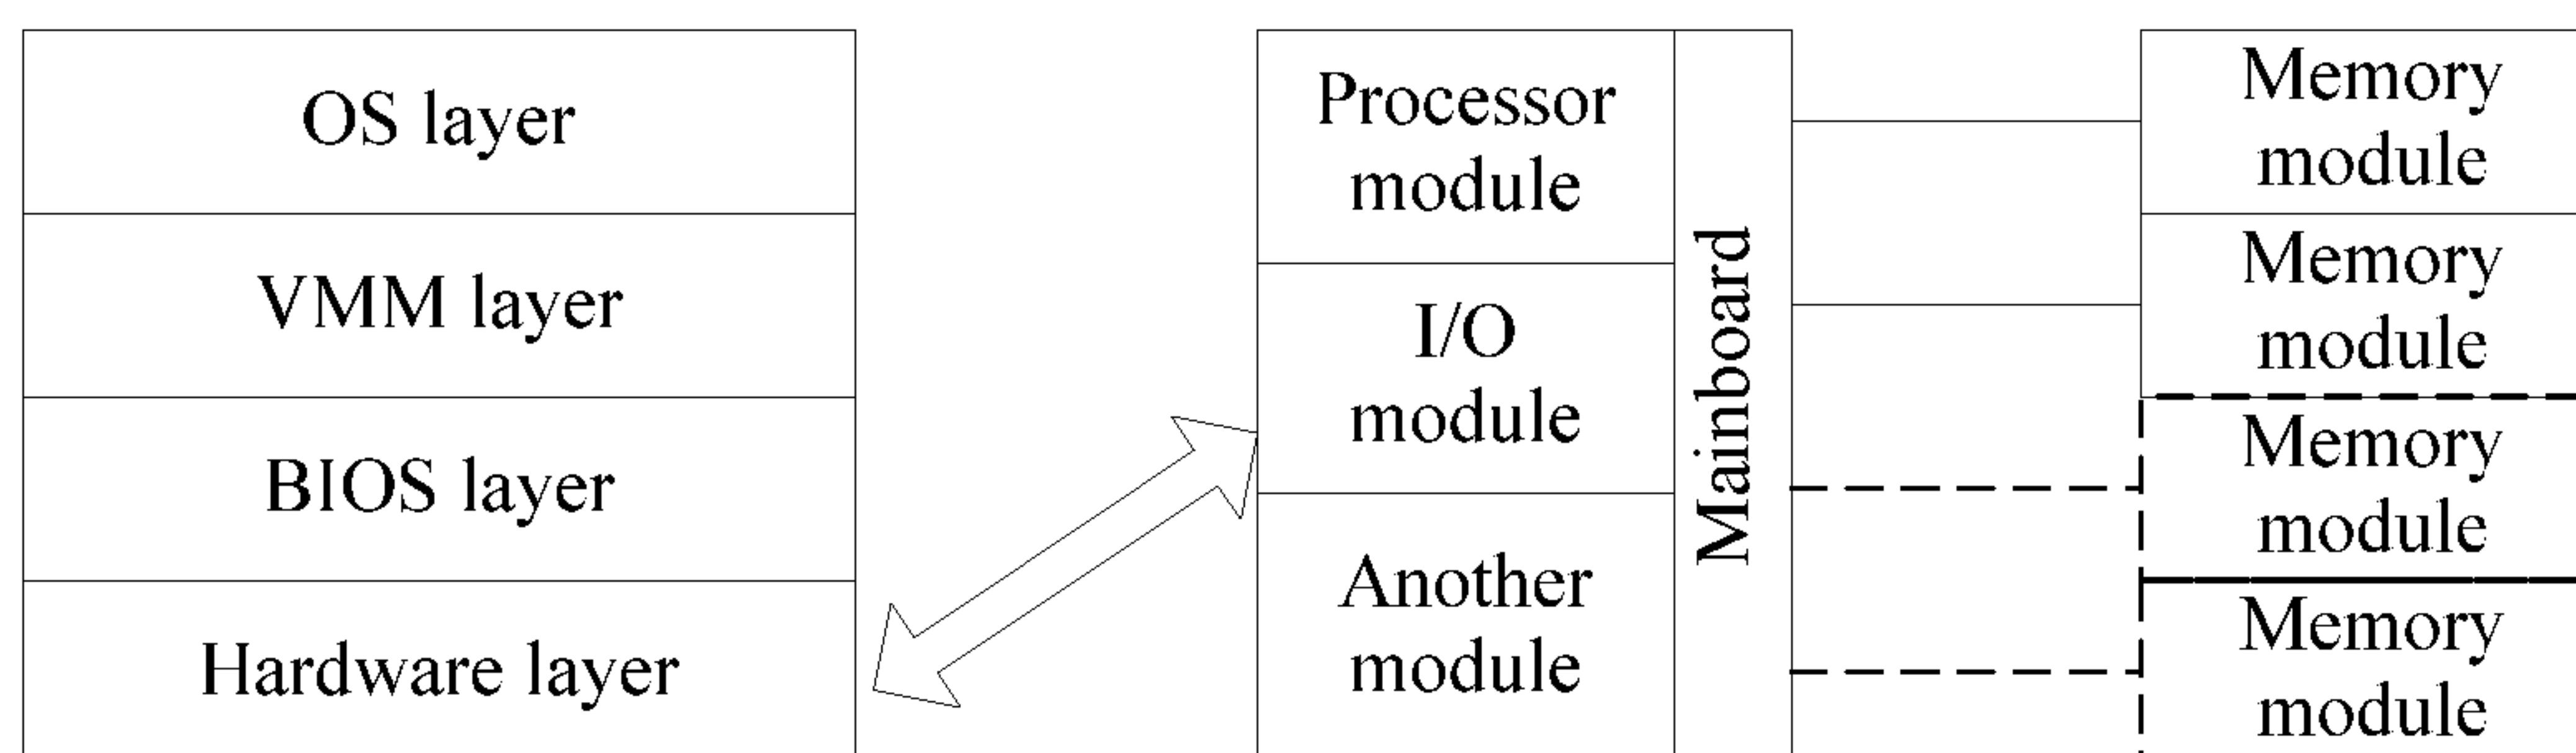 OS layer
VMM layer
BIOS layer
Hardware layer
Processor
module
I/O
module
Another
module
Mainboard
Memory
module
Memory
module
Memory
module
Memory
module